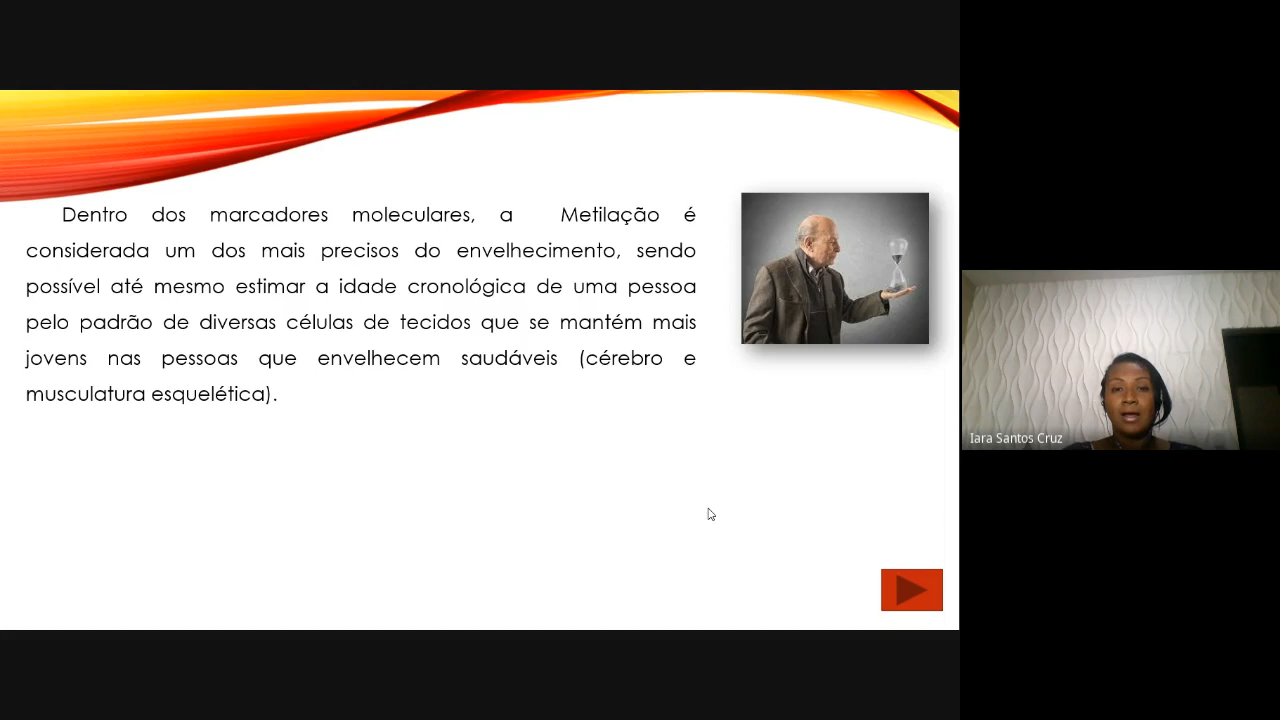 Dentro dos marcadores moleculares, a Metilação é
considerada um dos mais precisos do envelhecimento, sendo
possível até mesmo estimar a idade cronológica de uma pessoa
pelo padrão de diversas células de tecidos que se mantém mais
jovens nas pessoas que envelhecem saudáveis (cérebro e
musculatura esquelética).
Iara Santos Cruz